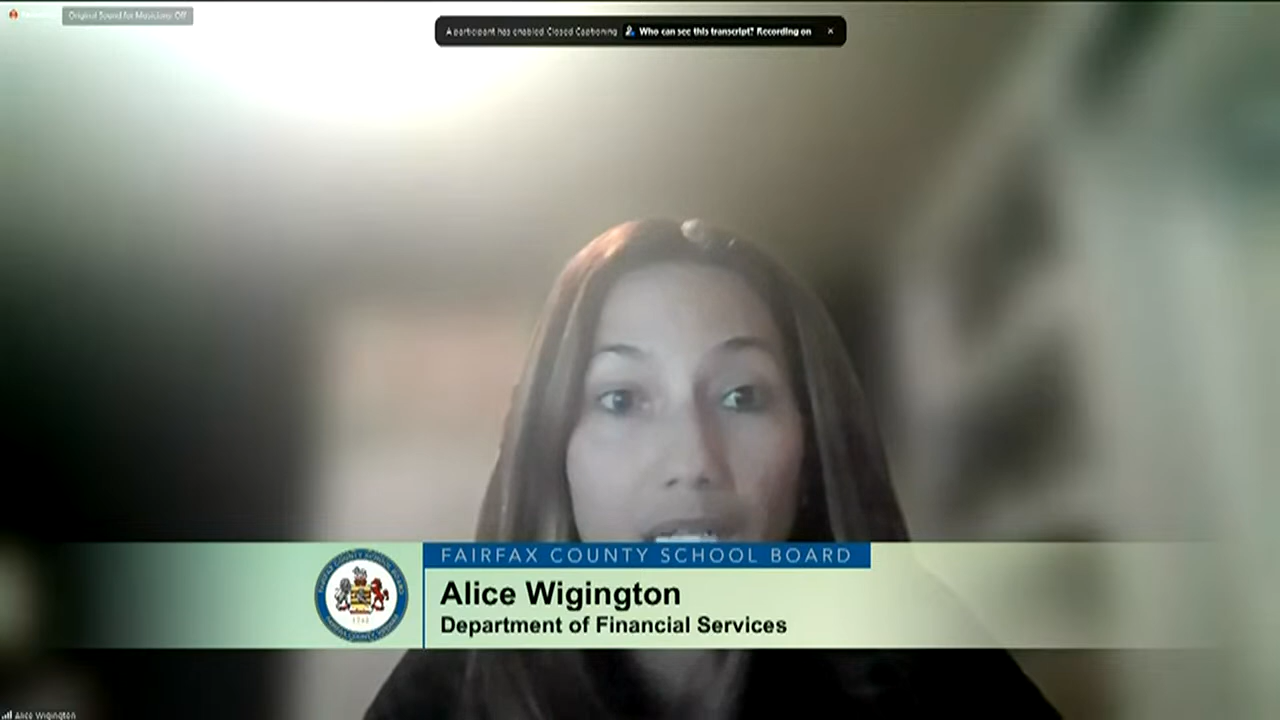 Original Sound for Musicians: Off
A participant has enabled Closed Captioning Who can see this transcript? Recording on
FAIRFAX COUNTY SCHOOL BOARD
Alice Wigington
Department of Financial Services
Alice Wigington